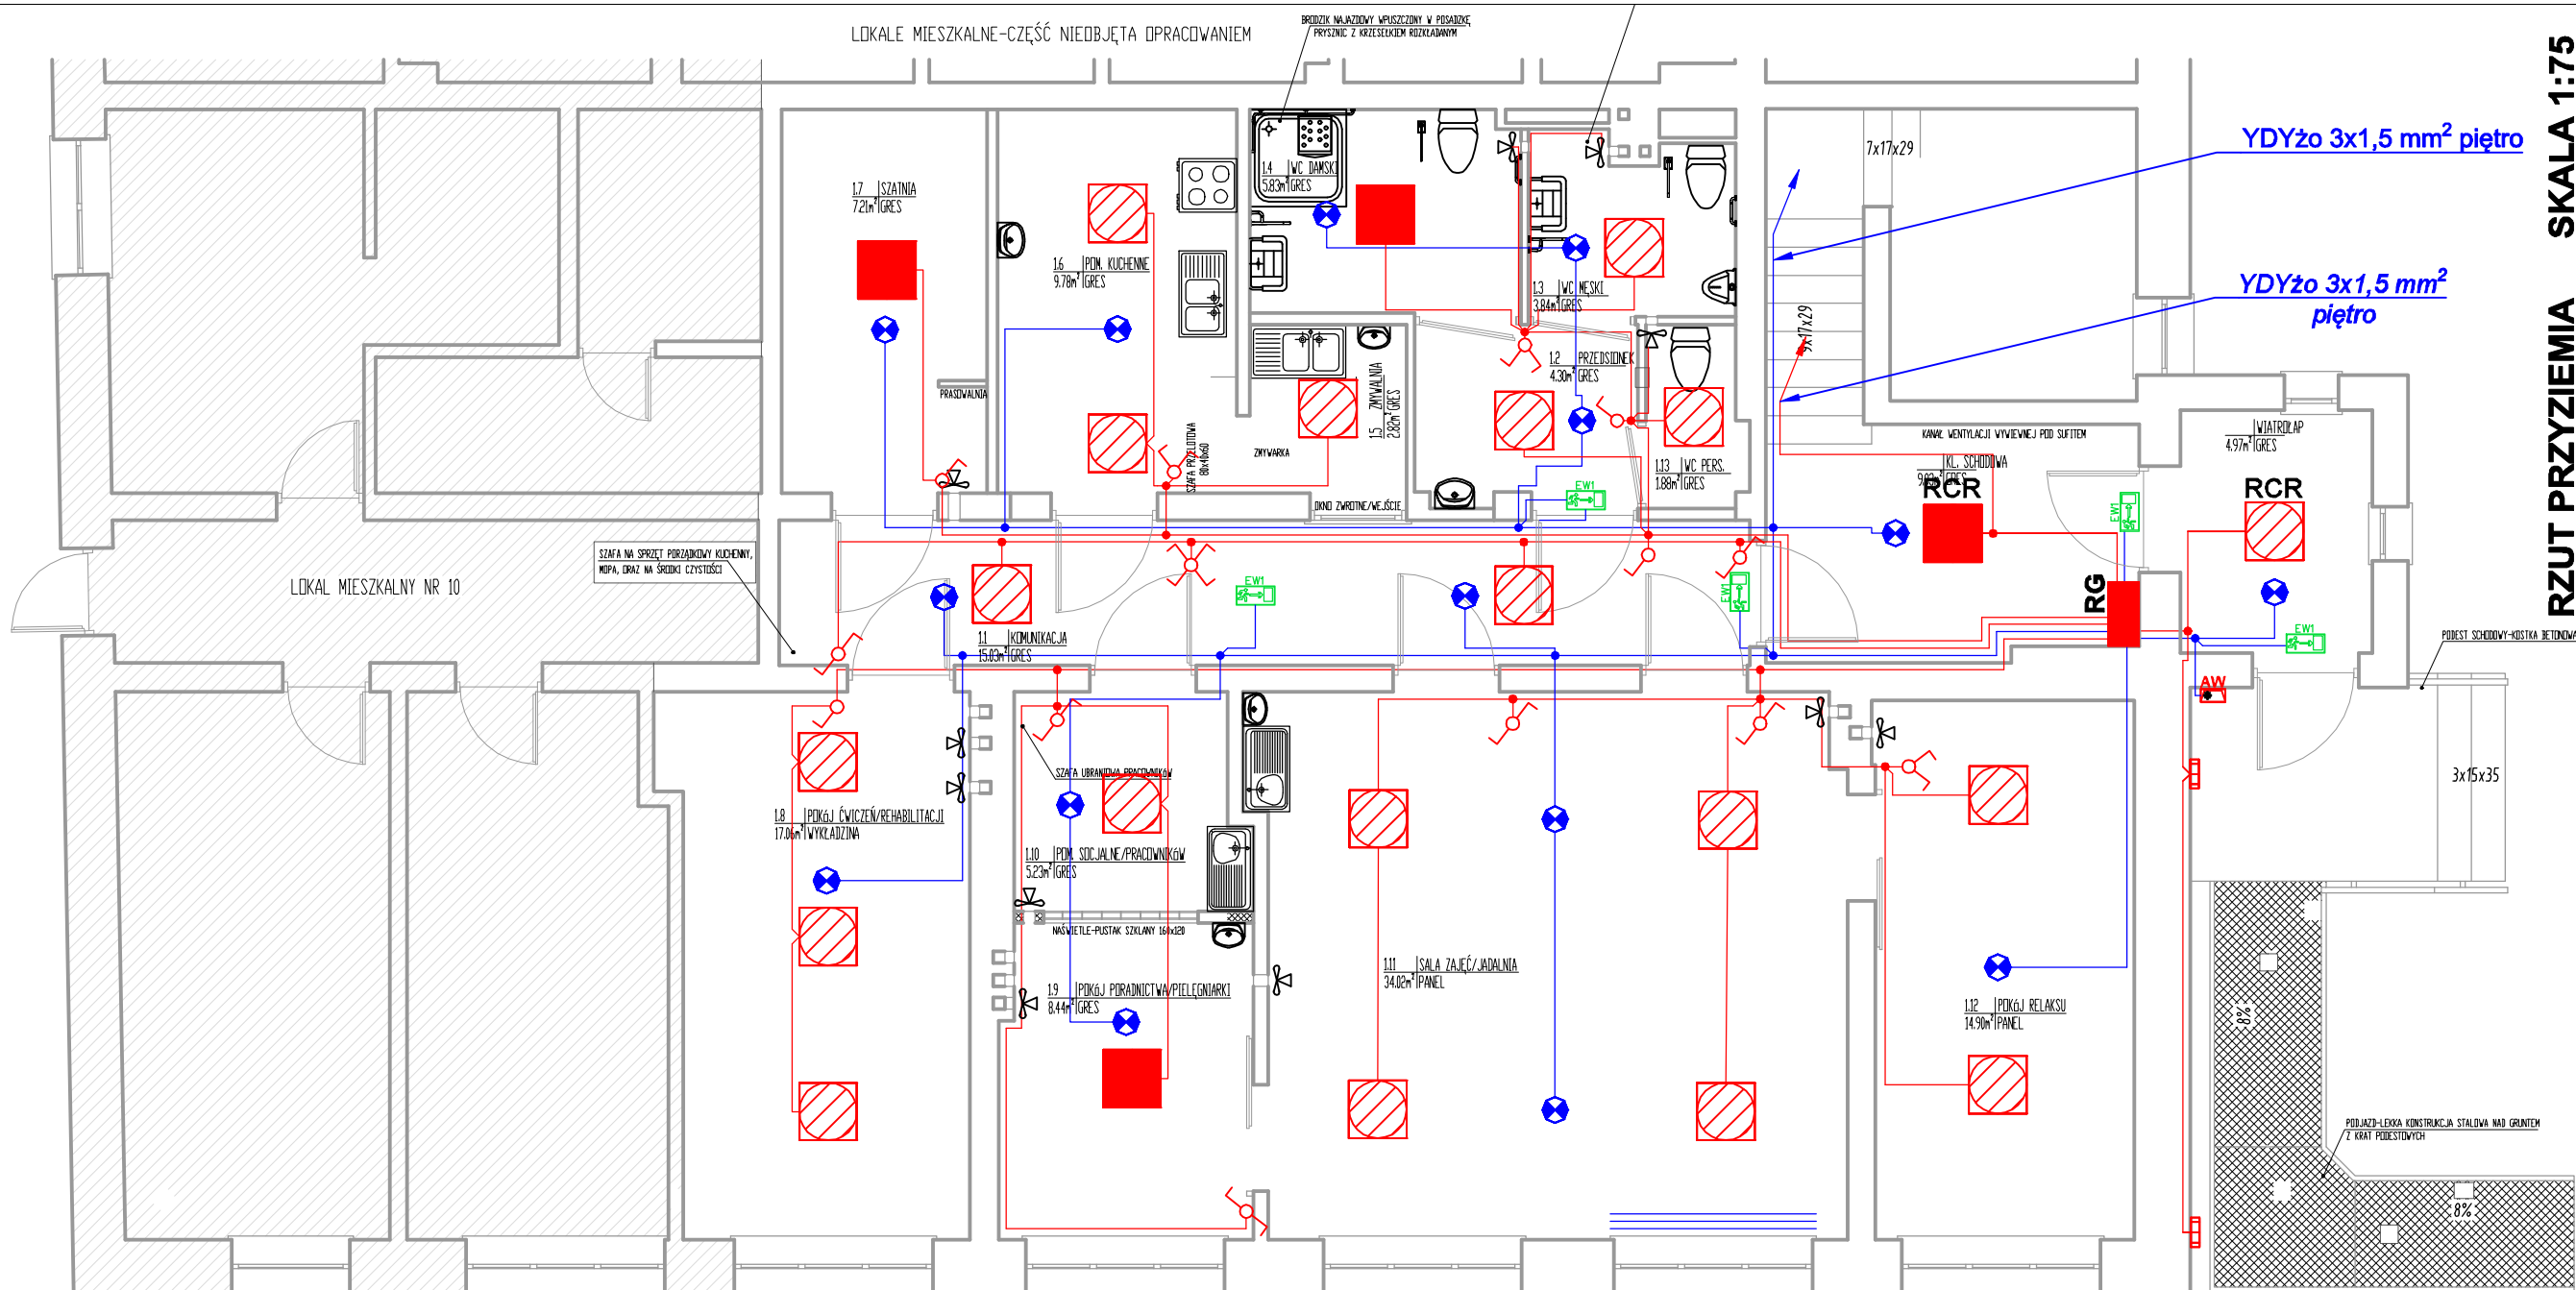 LOKALE MIESZKALNE-CZĘŚĆ NIEOBJĘTA OPRACOWANIEM
BRODZIK NAJAZDOWY WPUSZCZONY W POSADZKĘ
PRYSZNIC Z KRZESEŁKIEM ROZKŁADANYM
RZUT PRZYZIEMIA SKALA 1:75
YDYżo 3x1,5 mm² piętro
YDYżo 3x1,5 mm²
piętro
7x17x29
9x17x29
1.7 SZATNIA
7.21m² GRES
PRASOWALNIA
1.6 POM. KUCHENNE
9.78m² GRES
SZAFA PRZELOTOWA
80x40x60
1.4 WC DAMSKI
5.83m² GRES
1.3 WC MĘSKI
3.84m² GRES
1.2 PRZEDSIONEK
4.30m² GRES
1.5 ZMYWALNIA
2.82m² GRES
ZMYWARKA
OKNO ZWROTNE/WEJŚCIE
1.13 WC PERS.
1.88m² GRES
KANAŁ WENTYLACJI WYWIEWNEJ POD SUFITEM
KL. SCHODOWA
GRES
RCR
WIATROŁAP
4.97m² GRES
RCR
EW1
EW1
EW1
EW1
EW1
RG
AW
SZAFA NA SPRZĘT PORZĄDKOWY KUCHENNY,
MOPA, ORAZ NA ŚRODKI CZYSTOŚCI
LOKAL MIESZKALNY NR 10
1.1 KOMUNIKACJA
15.03m² GRES
PODEST SCHODOWY-KOSTKA BETONOWA
3x15x35
SZAFA UBRANIOWA PRACOWNIKÓW
1.8 POKÓJ ĆWICZEŃ/REHABILITACJI
17.06m² WYKŁADZINA
1.10 POM. SOCJALNE/PRACOWNIKÓW
5.23m² GRES
NAŚWIETLE-PUSTAK SZKLANY 160x120
1.9 POKÓJ PORADNICTWA/PIELĘGNIARKI
8.44m² GRES
1.11 SALA ZAJĘĆ/JADALNIA
34.02m² PANEL
1.12 POKÓJ RELAKSU
14.90m² PANEL
8%
PODJAZD-LEKKA KONSTRUKCJA STALOWA NAD GRUNTEM
Z KRAT PODESTOWYCH
8%